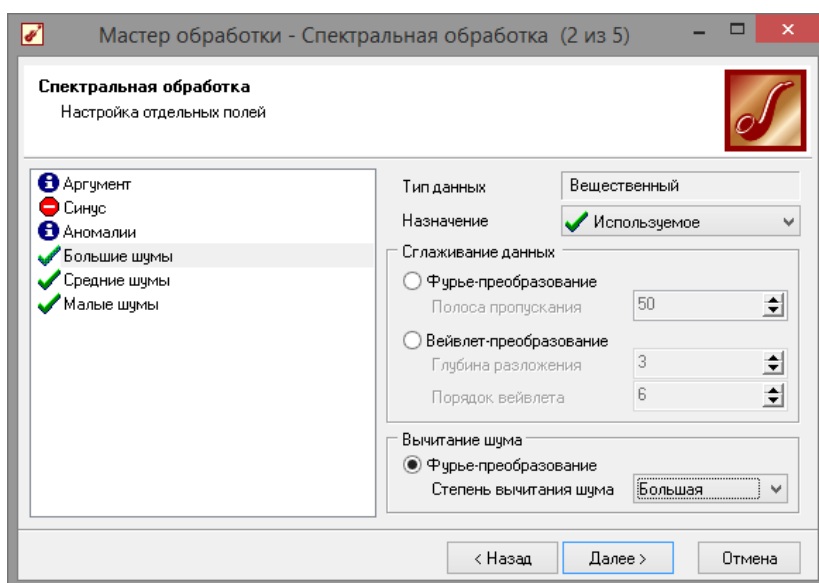 Мастер обработки - Спектральная обработка (2 из 5)
Спектральная обработка
Настройка отдельных полей
Аргумент
Синус
Аномалии
Большие шумы
Средние шумы
Малые шумы
Тип данных Вещественный
Назначение Используемое
Сглаживание данных
Фурье-преобразование
Полоса пропускания 50
Вейвлет-преобразование
Глубина разложения 3
Порядок вейвлета 6
Вычитание шума
Фурье-преобразование
Степень вычитания шума Большая
< Назад Далее > Отмена